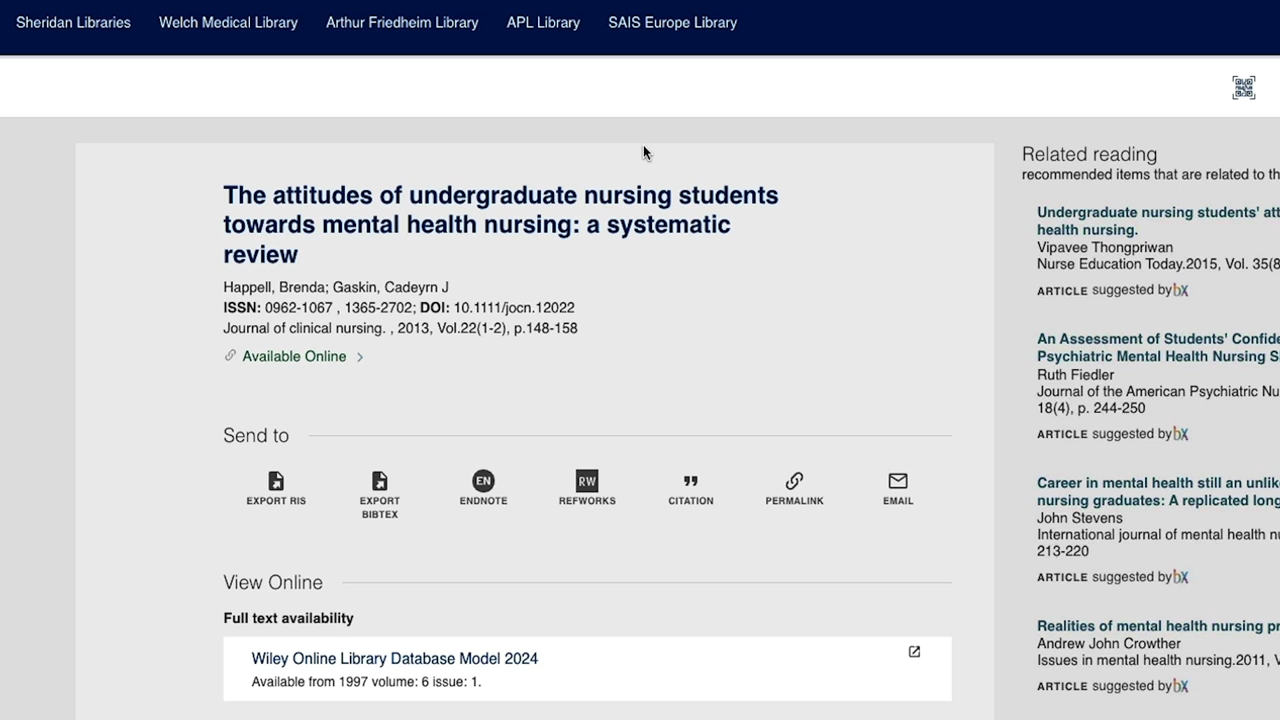 Sheridan Libraries Welch Medical Library Arthur Friedheim Library APL Library SAIS Europe Library
The attitudes of undergraduate nursing students
towards mental health nursing: a systematic
review
Happell, Brenda; Gaskin, Cadeyrn J
ISSN: 0962-1067 , 1365-2702; DOI: 10.1111/jocn.12022
Journal of clinical nursing. , 2013, Vol.22(1-2), p.148-158
Available Online
Send to
EXPORT RIS
EXPORT
BIBTEX
EN
ENDNOTE
RW
REFWORKS
CITATION
PERMALINK
EMAIL
View Online
Full text availability
Wiley Online Library Database Model 2024
Available from 1997 volume: 6 issue: 1.
Related reading
recommended items that are related to
Undergraduate nursing students'
health nursing.
Vipavee Thongpriwan
Nurse Education Today.2015, Vol. 35(8
ARTICLE suggested by bX
An Assessment of Students'
Psychiatric Mental Health Nursing
Ruth Fiedler
Journal of the American Psychiatric
18(4), p. 244-250
ARTICLE suggested by bX
Career in mental health still an
nursing graduates: A replicated
John Stevens
International journal of mental health
213-220
ARTICLE suggested by bX
Realities of mental health nursing
Andrew John Crowther
Issues in mental health nursing.2011,
ARTICLE suggested by bX